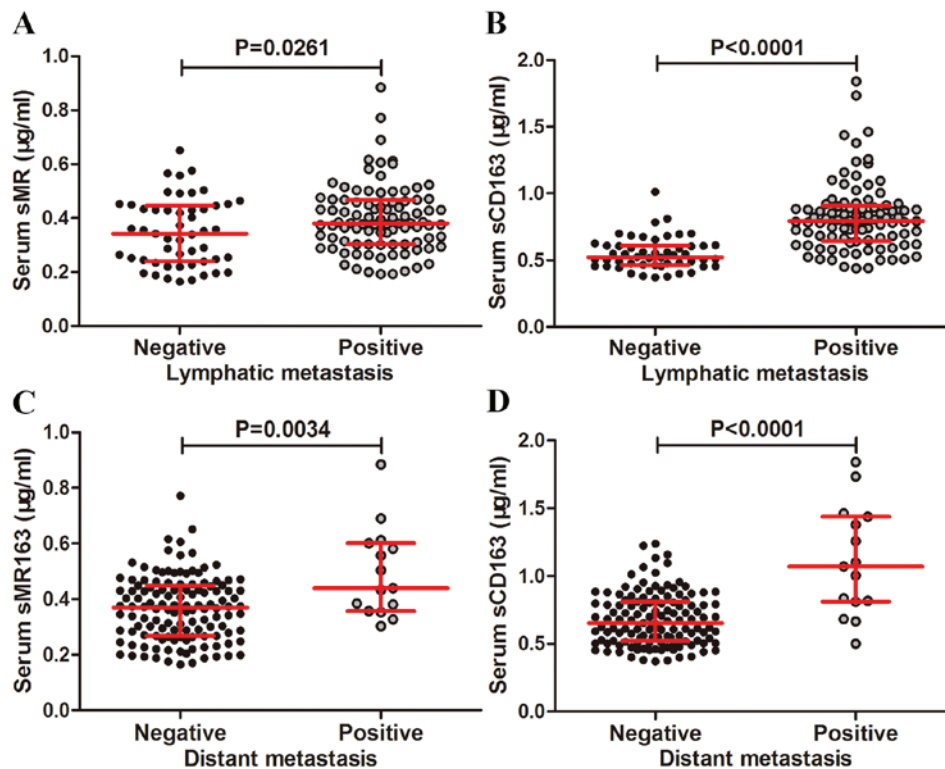 A
P=0.0261
Serum sMR (µg/ml)
1.0
0.8
0.6
0.4
0.2
0.0
Negative
Positive
Lymphatic metastasis
B
P<0.0001
Serum sCD163 (µg/ml)
2.0
1.5
1.0
0.5
0.0
Negative
Positive
Lymphatic metastasis
C
P=0.0034
Serum sMR163 (µg/ml)
1.0
0.8
0.6
0.4
0.2
0.0
Negative
Positive
Distant metastasis
D
P<0.0001
Serum sCD163 (µg/ml)
2.0
1.5
1.0
0.5
0.0
Negative
Positive
Distant metastasis